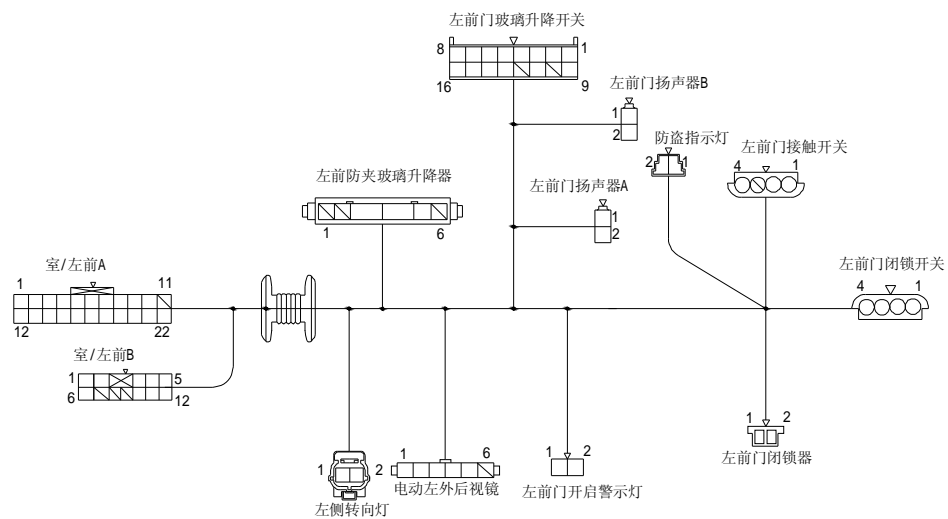 左前门玻璃升降开关
8 1
16 9
左前门扬声器B
1
2
防盗指示灯
2 1
左前门接触开关
4 1
左前防夹玻璃升降器
1 6
左前门扬声器A
1
2
室/左前A
1 11
12 22
左前门闭锁开关
4 1
室/左前B
1 5
6 12
1 2
左侧转向灯
1 6
电动左外后视镜
1 2
左前门开启警示灯
1 2
左前门闭锁器